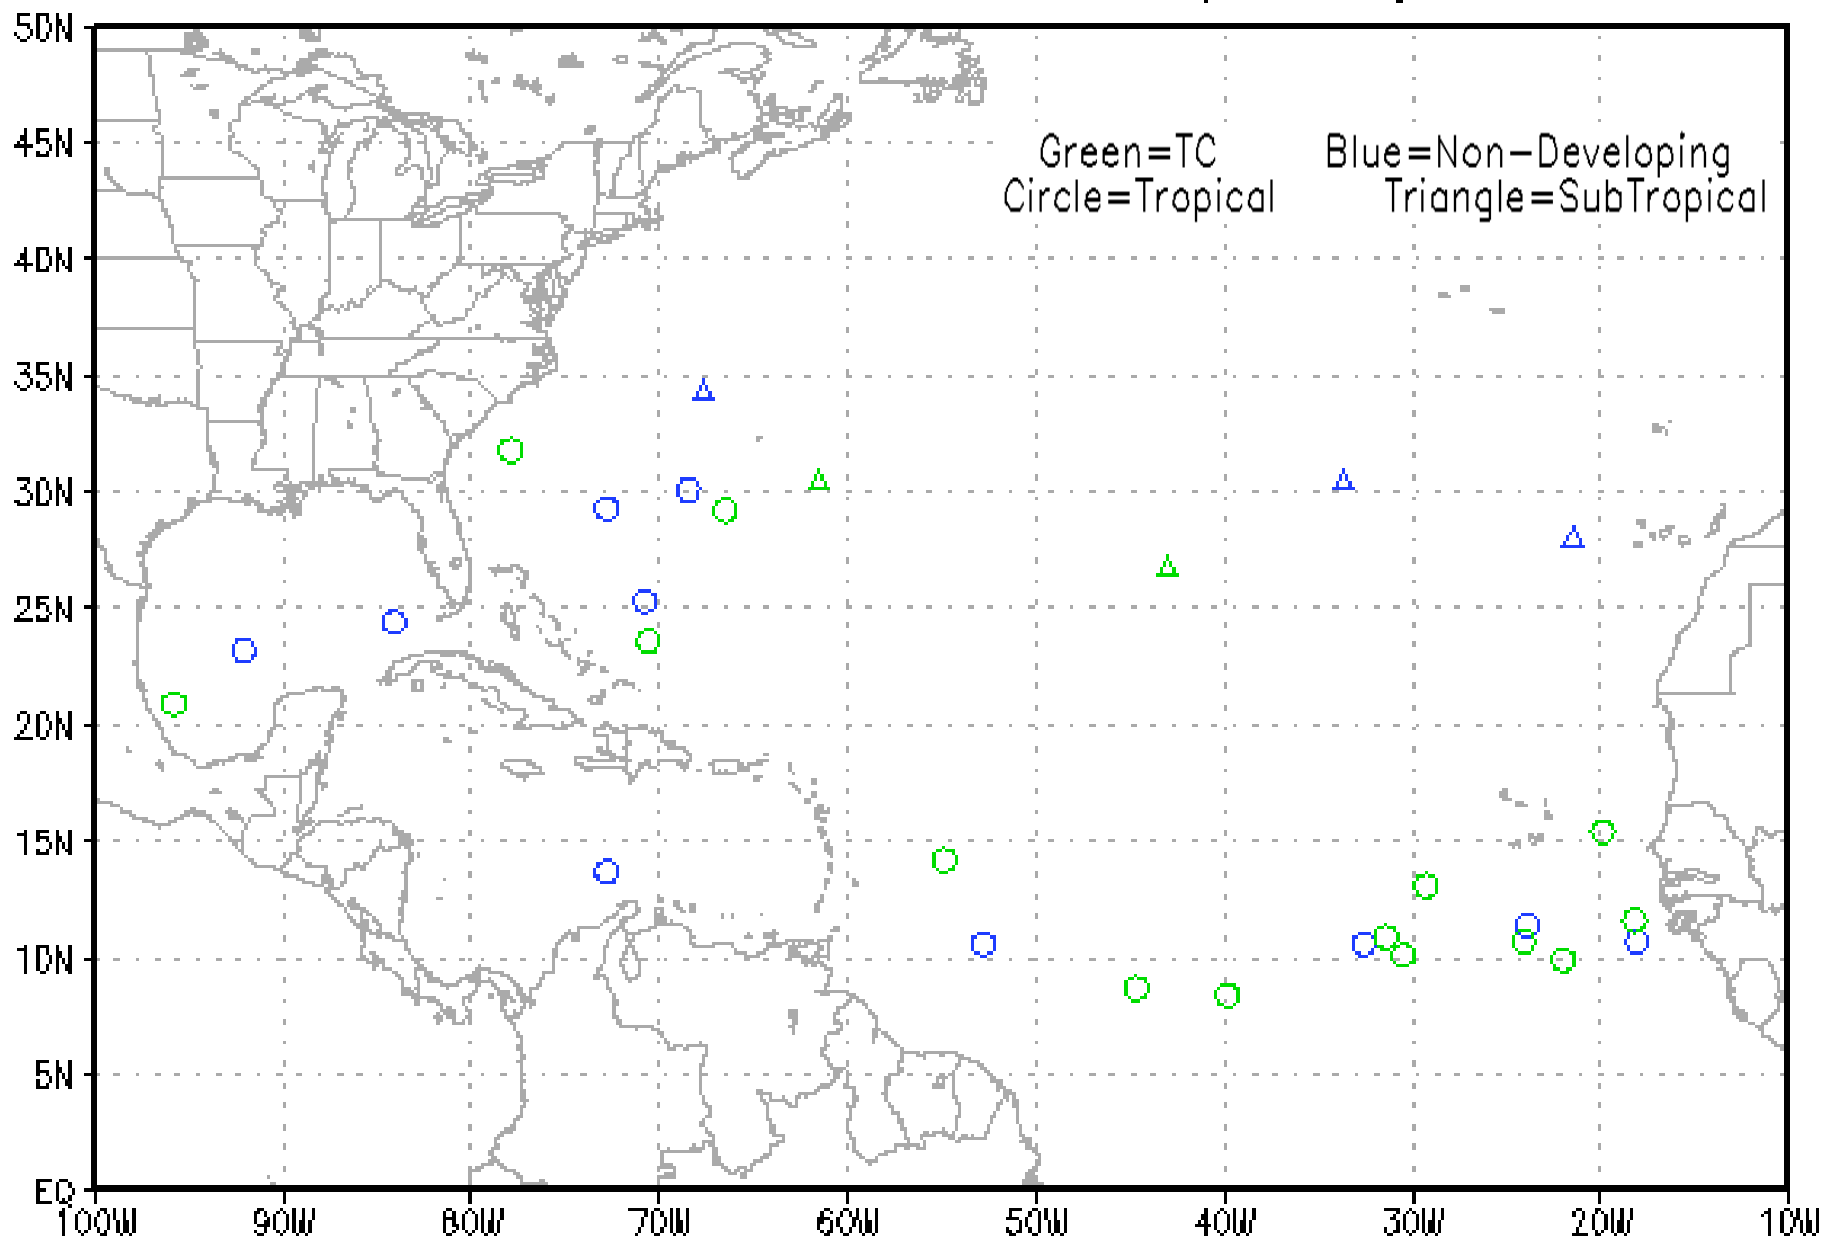 50N
45N
Green=TC Blue=Non-Developing
Circle=Tropical Triangle=SubTropical
40N
35N
30N
25N
20N
15N
10N
5N
EQ
100W 90W 80W 70W 60W 50W 40W 30W 20W 10W